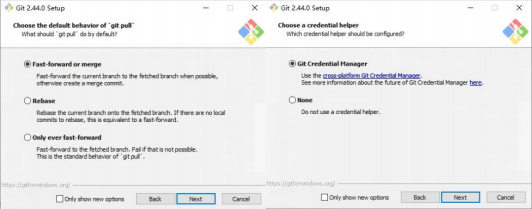 Git 2.44.0 Setup
Choose the default behavior of `git pull`
What should `git pull` do by default?
Fast-forward or merge
Fast-forward the current branch to the fetched branch when possible,
otherwise create a merge commit.
Rebase
Rebase the current branch onto the fetched branch. If there are no local
commits to rebase, this is equivalent to a fast-forward.
Only ever fast-forward
Fast-forward to the fetched branch. Fail if that is not possible.
This is the standard behavior of `git pull`.
https://gitforwindows.org/
Only show new options
Back
Next
Cancel
Git 2.44.0 Setup
Choose a credential helper
Which credential helper should be configured?
Git Credential Manager
Use the cross-platform Git Credential Manager.
See more information about the future of Git Credential Manager here.
None
Do not use a credential helper.
https://gitforwindows.org/
Only show new options
Back
Next
Cancel